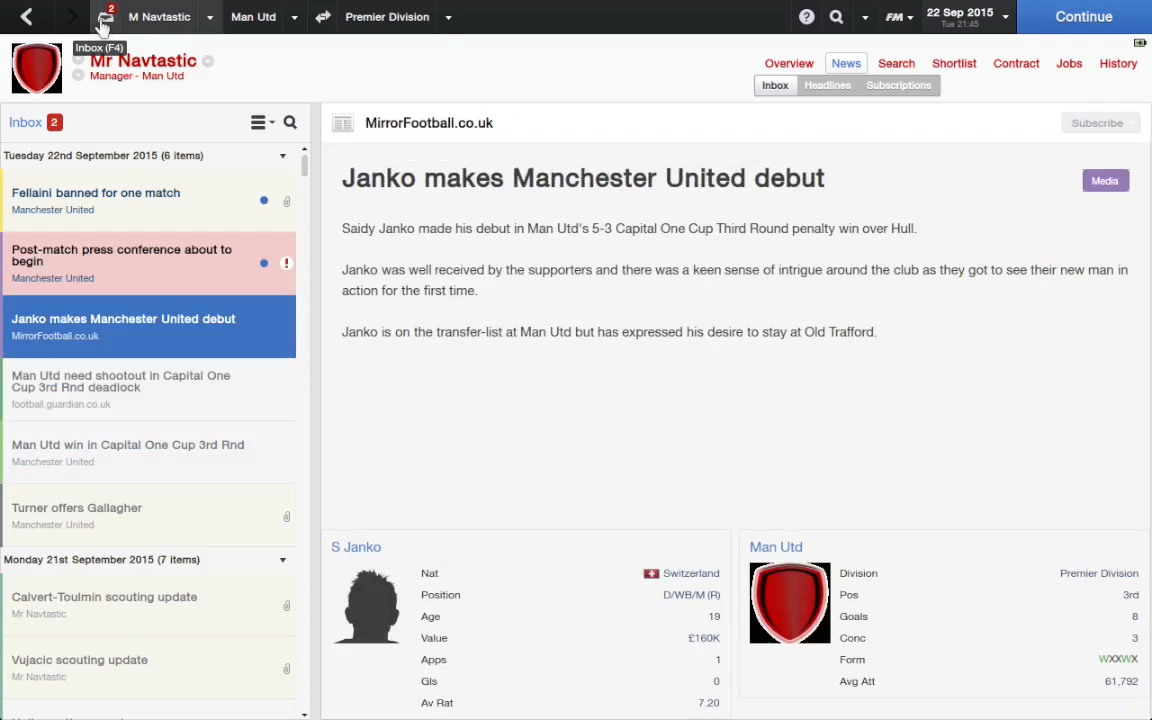 2
M Navtastic
Man Utd
Premier Division
FM
22 Sep 2015
Tue 21:45
Continue
Inbox (F4)
Mr Navtastic
Manager - Man Utd
Overview
News
Search
Shortlist
Contract
Jobs
History
Inbox
Headlines
Subscriptions
Inbox 2
MirrorFootball.co.uk
Subscribe
Tuesday 22nd September 2015 (6 items)
Fellaini banned for one match
Manchester United
Post-match press conference about to
begin
Manchester United
Janko makes Manchester United debut
MirrorFootball.co.uk
Man Utd need shootout in Capital One
Cup 3rd Rnd deadlock
football.guardian.co.uk
Man Utd win in Capital One Cup 3rd Rnd
Manchester United
Turner offers Gallagher
Manchester United
Monday 21st September 2015 (7 items)
Calvert-Toulmin scouting update
Mr Navtastic
Vujacic scouting update
Mr Navtastic
Janko makes Manchester United debut
Media
Saidy Janko made his debut in Man Utd's 5-3 Capital One Cup Third Round penalty win over Hull.
Janko was well received by the supporters and there was a keen sense of intrigue around the club as they got to see their new man in
action for the first time.
Janko is on the transfer-list at Man Utd but has expressed his desire to stay at Old Trafford.
S Janko
Nat Switzerland
Position D/WB/M (R)
Age 19
Value £160K
Apps 1
Gls 0
Av Rat 7.20
Man Utd
Division Premier Division
Pos 3rd
Goals 8
Conc 3
Form WXXWX
Avg Att 61,792